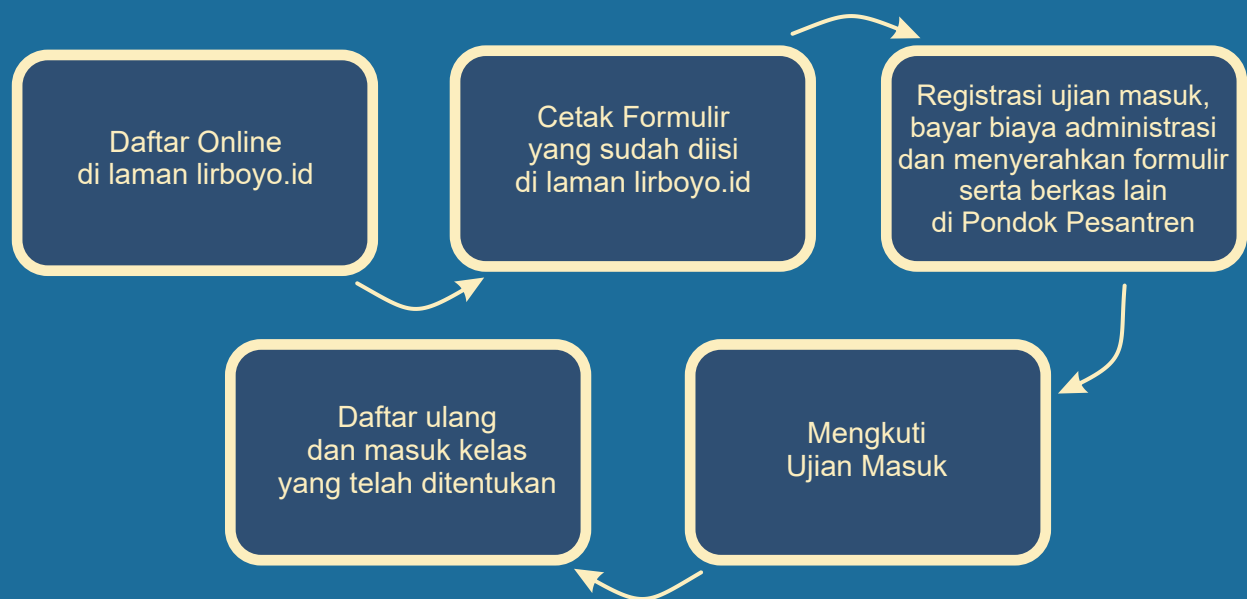 Daftar Online
di laman lirboyo.id
Cetak Formulir
yang sudah diisi
di laman lirboyo.id
Registrasi ujian masuk,
bayar biaya administrasi
dan menyerahkan formulir
serta berkas lain
di Pondok Pesantren
Mengkuti
Ujian Masuk
Daftar ulang
dan masuk kelas
yang telah ditentukan